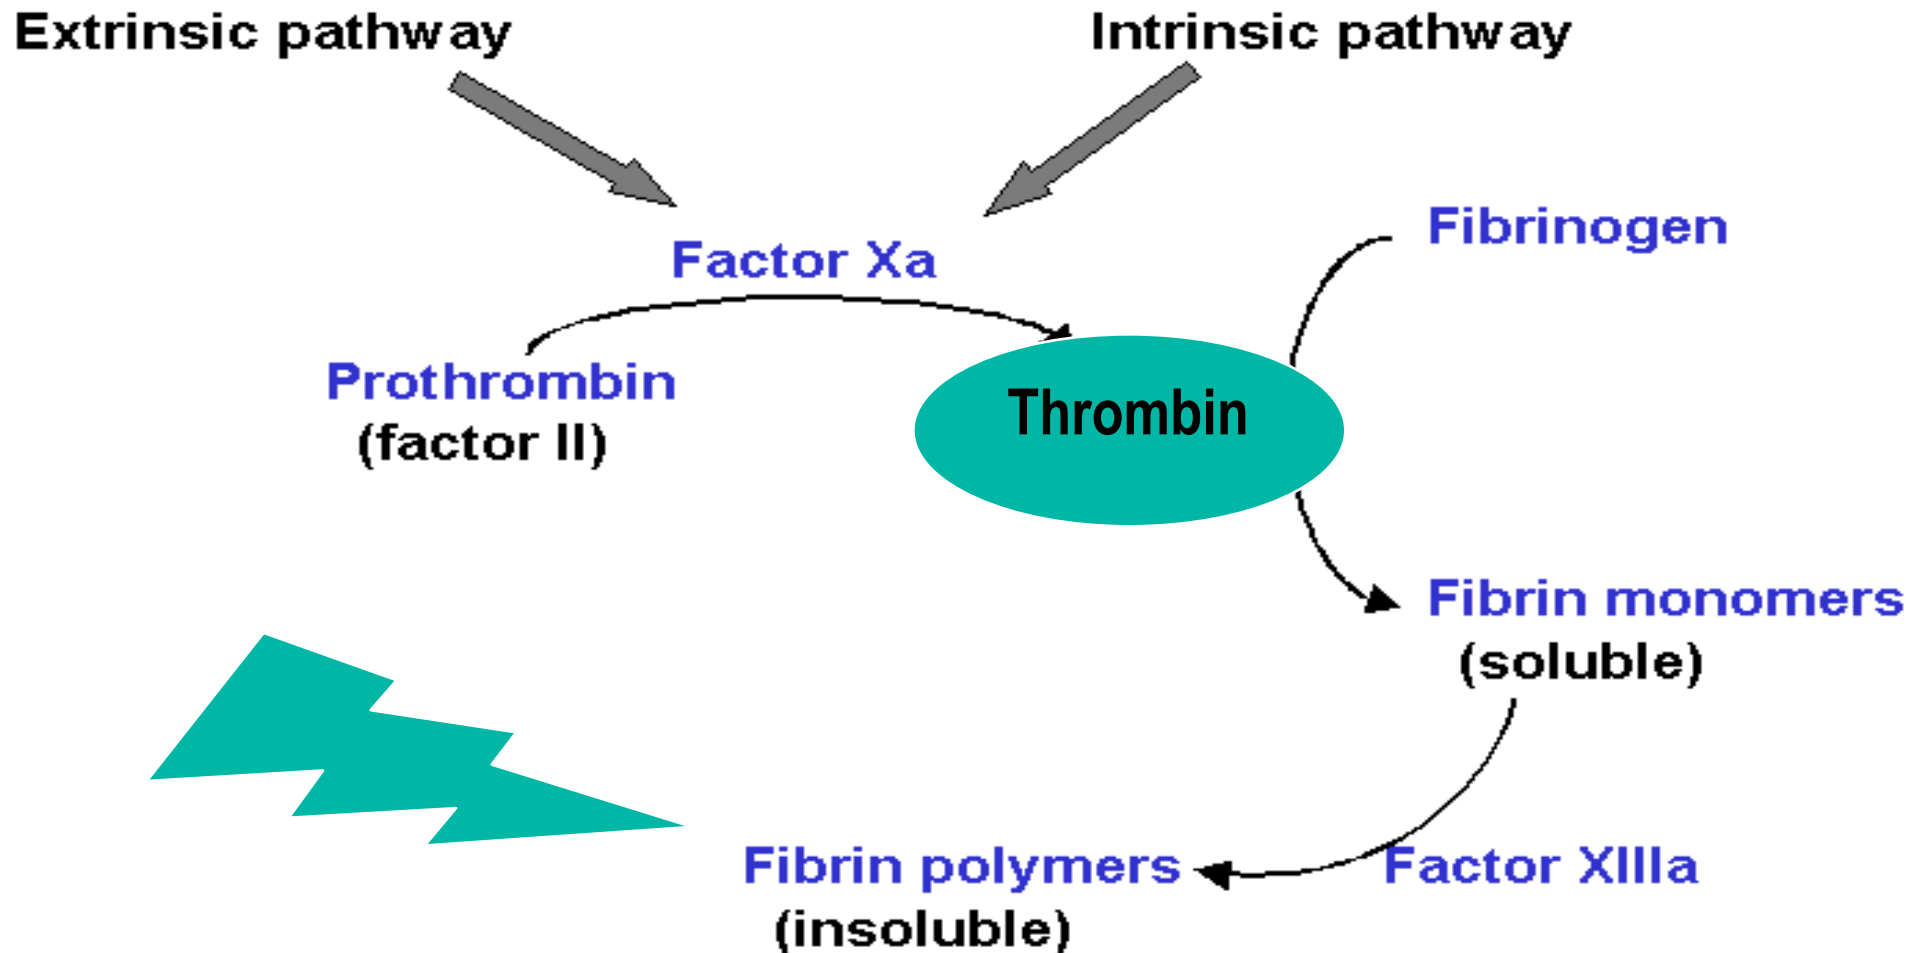 Extrinsic pathway
Intrinsic pathway
Fibrinogen
Factor Xa
Prothrombin
(factor II)
Thrombin
Fibrin monomers
(soluble)
Fibrin polymers
(insoluble)
Factor XIIIa